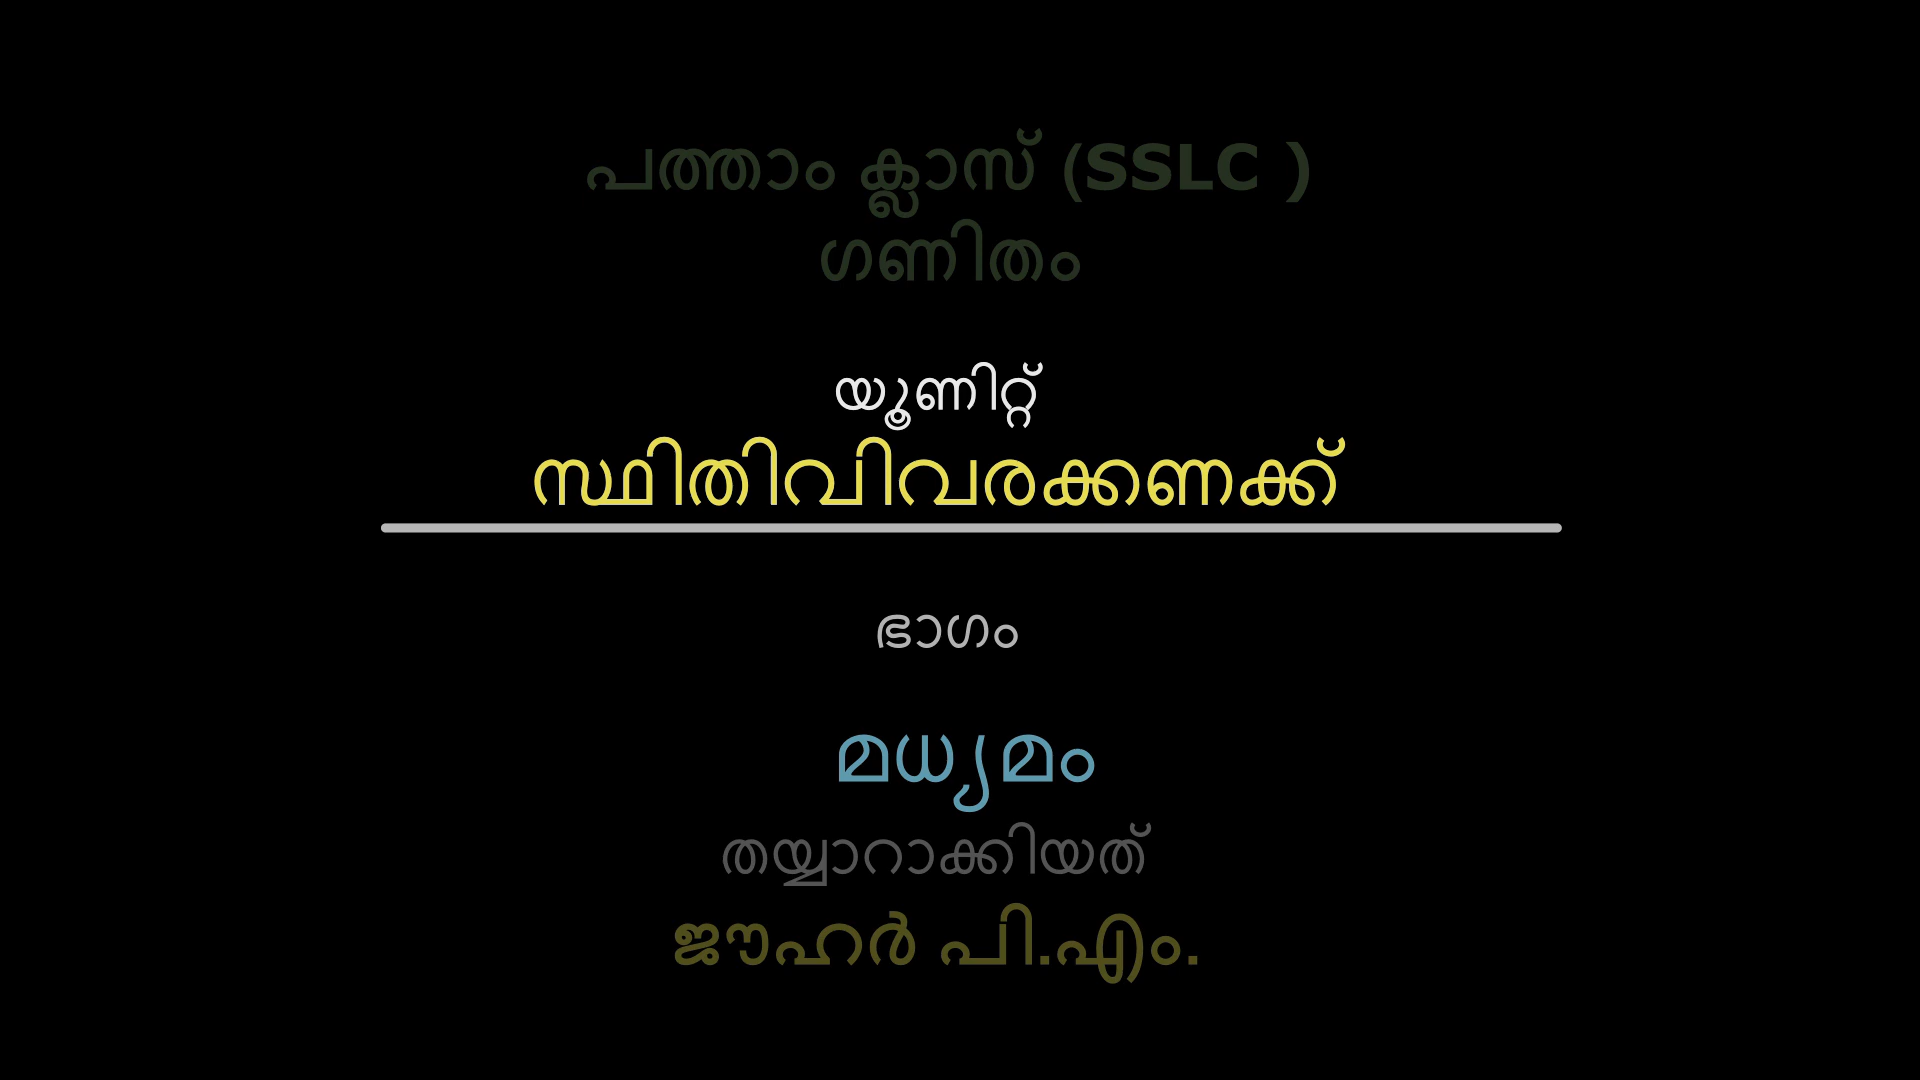 പത്താം ക്ലാസ് (SSLC )
ഗണിതം
യൂണിറ്റ്
സ്ഥിതിവിവരക്കണക്ക്
ഭാഗം
മധ്യമം
തയ്യാറാക്കിയത്
ജൗഹർ പി.എം.